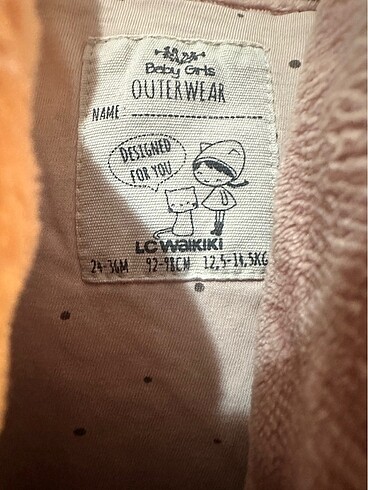 Baby Girls
OUTERWEAR
NAME
DESIGNED
FOR YOU
LC WAIKIKI
24-36M 92-98CM 12,5-14,5KG